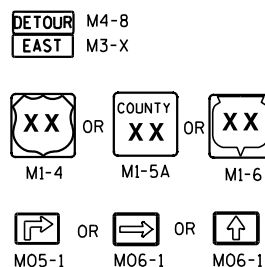 DETOUR M4-8
EAST M3-X
XX OR COUNTY XX OR XX
M1-4 M1-5A M1-6
OR OR
M05-1 M06-1 M06-1